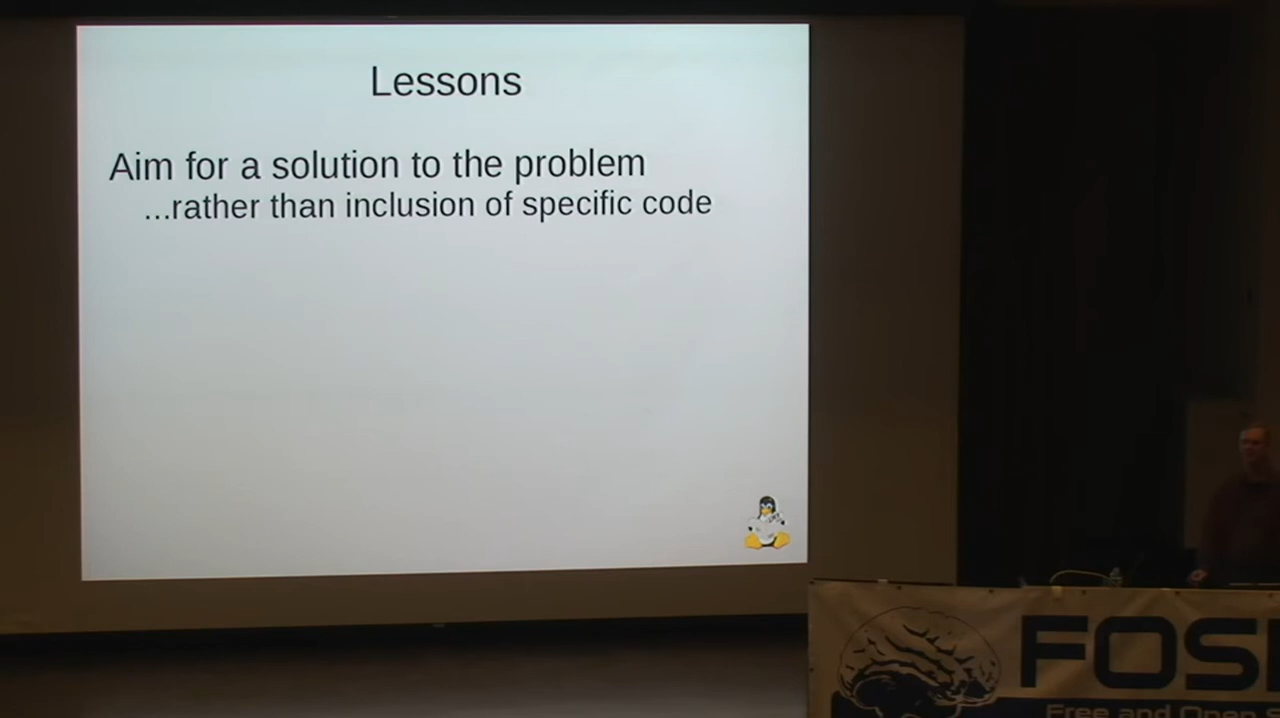 Lessons
Aim for a solution to the problem
...rather than inclusion of specific code
FOS
Free and Open S